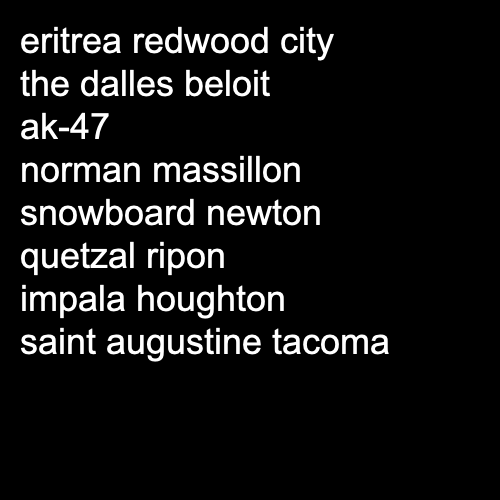 eritrea redwood city
the dalles beloit
ak-47
norman massillon
snowboard newton
quetzal ripon
impala houghton
saint augustine tacoma